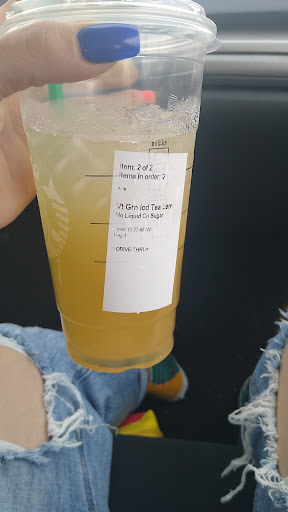 DECAF
Item: 2 of 2
Items in order: 2
Vt Grn Icd Tea Lem
No Liquid Cn Sugar
DRIVE-THRU